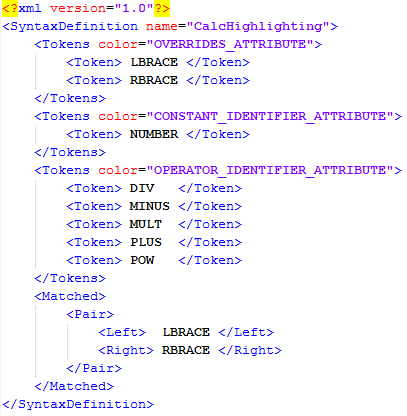 <?xml version="1.0"?>
<SyntaxDefinition name="CalcHighlighting">
    <Tokens color="OVERRIDES_ATTRIBUTE">
        <Token> LBRACE </Token>
        <Token> RBRACE </Token>
    </Tokens>
    <Tokens color="CONSTANT_IDENTIFIER_ATTRIBUTE">
        <Token> NUMBER </Token>
    </Tokens>
    <Tokens color="OPERATOR_IDENTIFIER_ATTRIBUTE">
        <Token> DIV   </Token>
        <Token> MINUS </Token>
        <Token> MULT  </Token>
        <Token> PLUS  </Token>
        <Token> POW   </Token>
    </Tokens>
    <Matched>
        <Pair>
            <Left>  LBRACE </Left>
            <Right> RBRACE </Right>
        </Pair>
    </Matched>
</SyntaxDefinition>